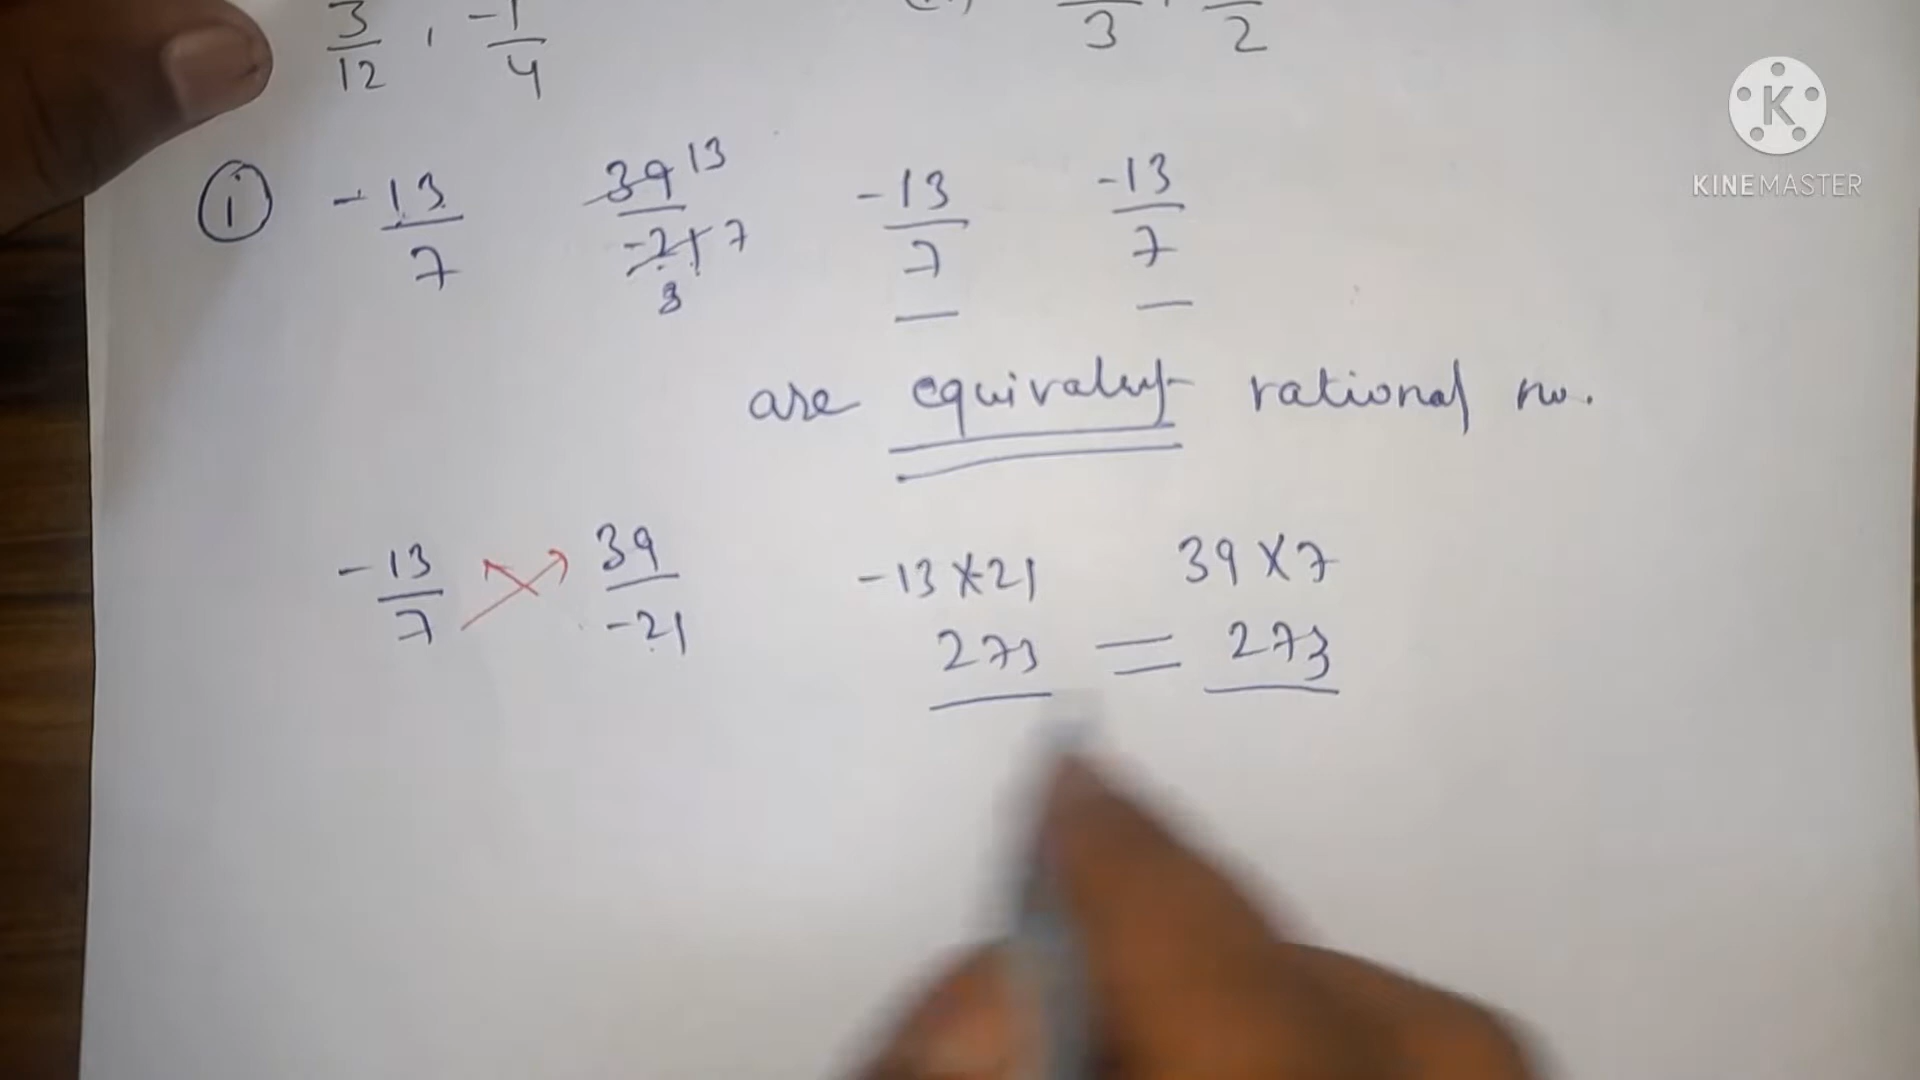 3/12 , -1/4 3 , 2
KINEMASTER
i -13/7 39/-21 13 7 3 -13/7 -13/7
are equivalent rational no.
-13/7 39/-21 -13×21 39×7
273 = 273